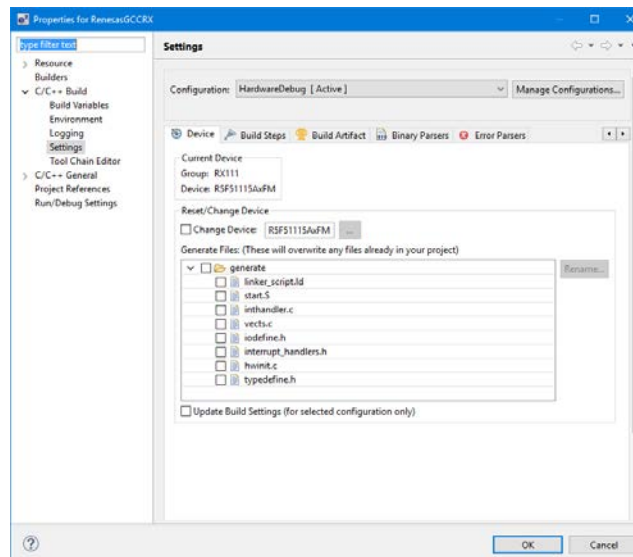 Properties for RenesasGCCRX
type filter text
Settings
Resource
Builders
C/C++ Build
Build Variables
Environment
Logging
Settings
Tool Chain Editor
C/C++ General
Project References
Run/Debug Settings
Configuration: HardwareDebug [ Active ]
Manage Configurations...
Device
Build Steps
Build Artifact
Binary Parsers
Error Parsers
Current Device
Group: RX111
Device: R5F51115AxFM
Reset/Change Device
Change Device: R5F51115AxFM ...
Generate Files: (These will overwrite any files already in your project)
generate
linker_script.ld
start.S
inthandler.c
vects.c
iodefine.h
interrupt_handlers.h
hwinit.c
typedefine.h
Rename...
Update Build Settings (for selected configuration only)
OK
Cancel